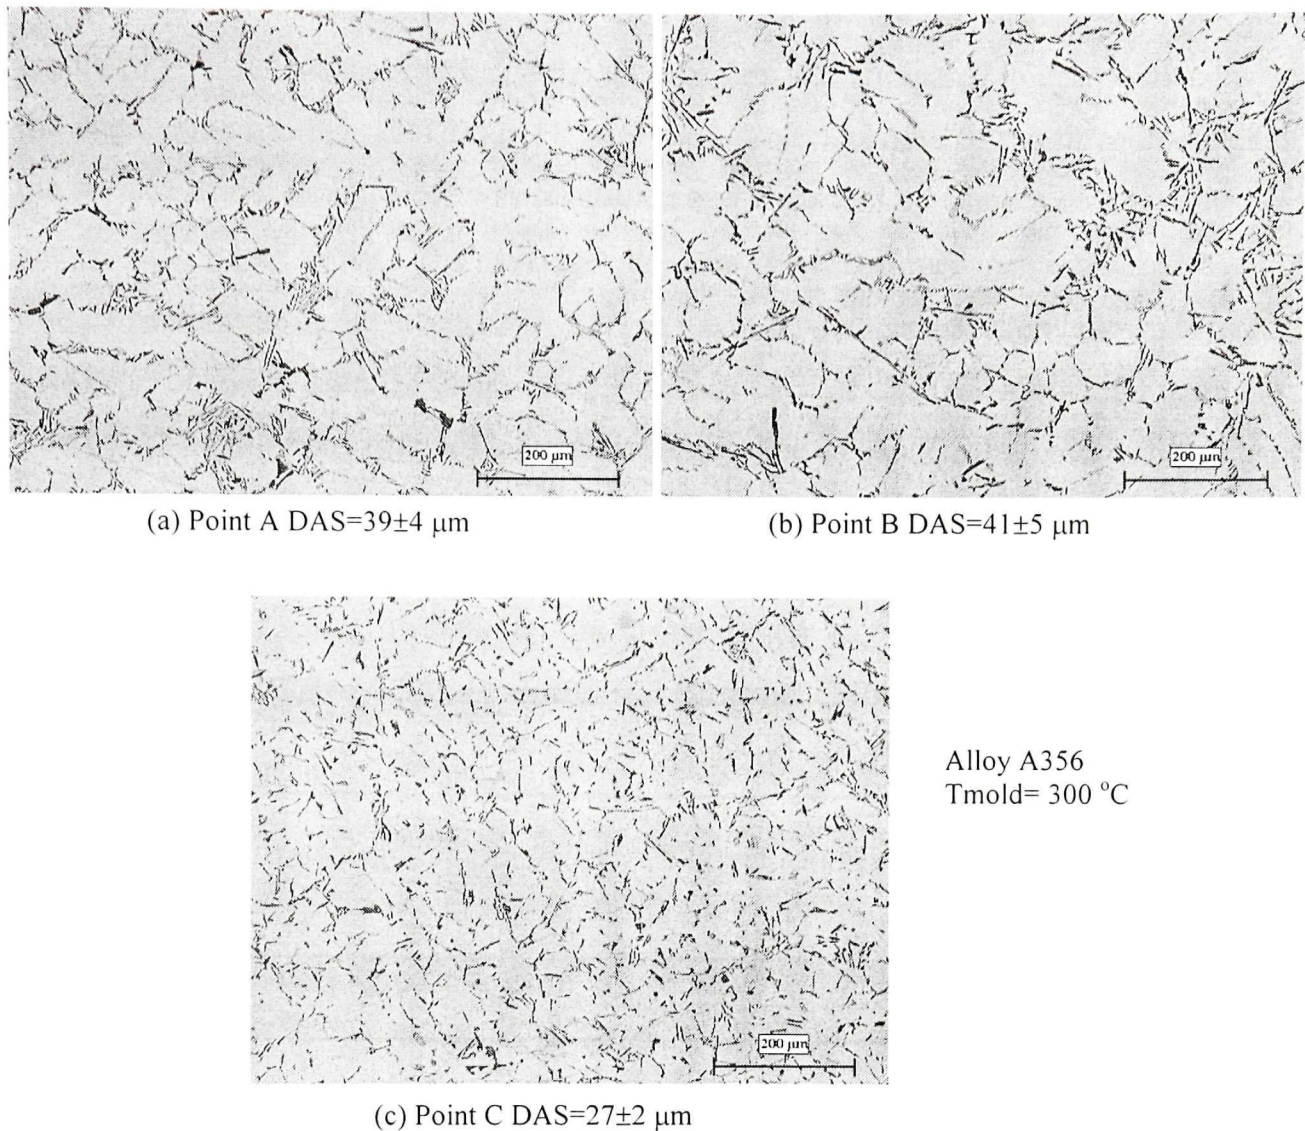 200 μm
200 μm
(a) Point A DAS=39±4 μm
(b) Point B DAS=41±5 μm
Alloy A356
Tmold= 300 °C
200 μm
(c) Point C DAS=27±2 μm